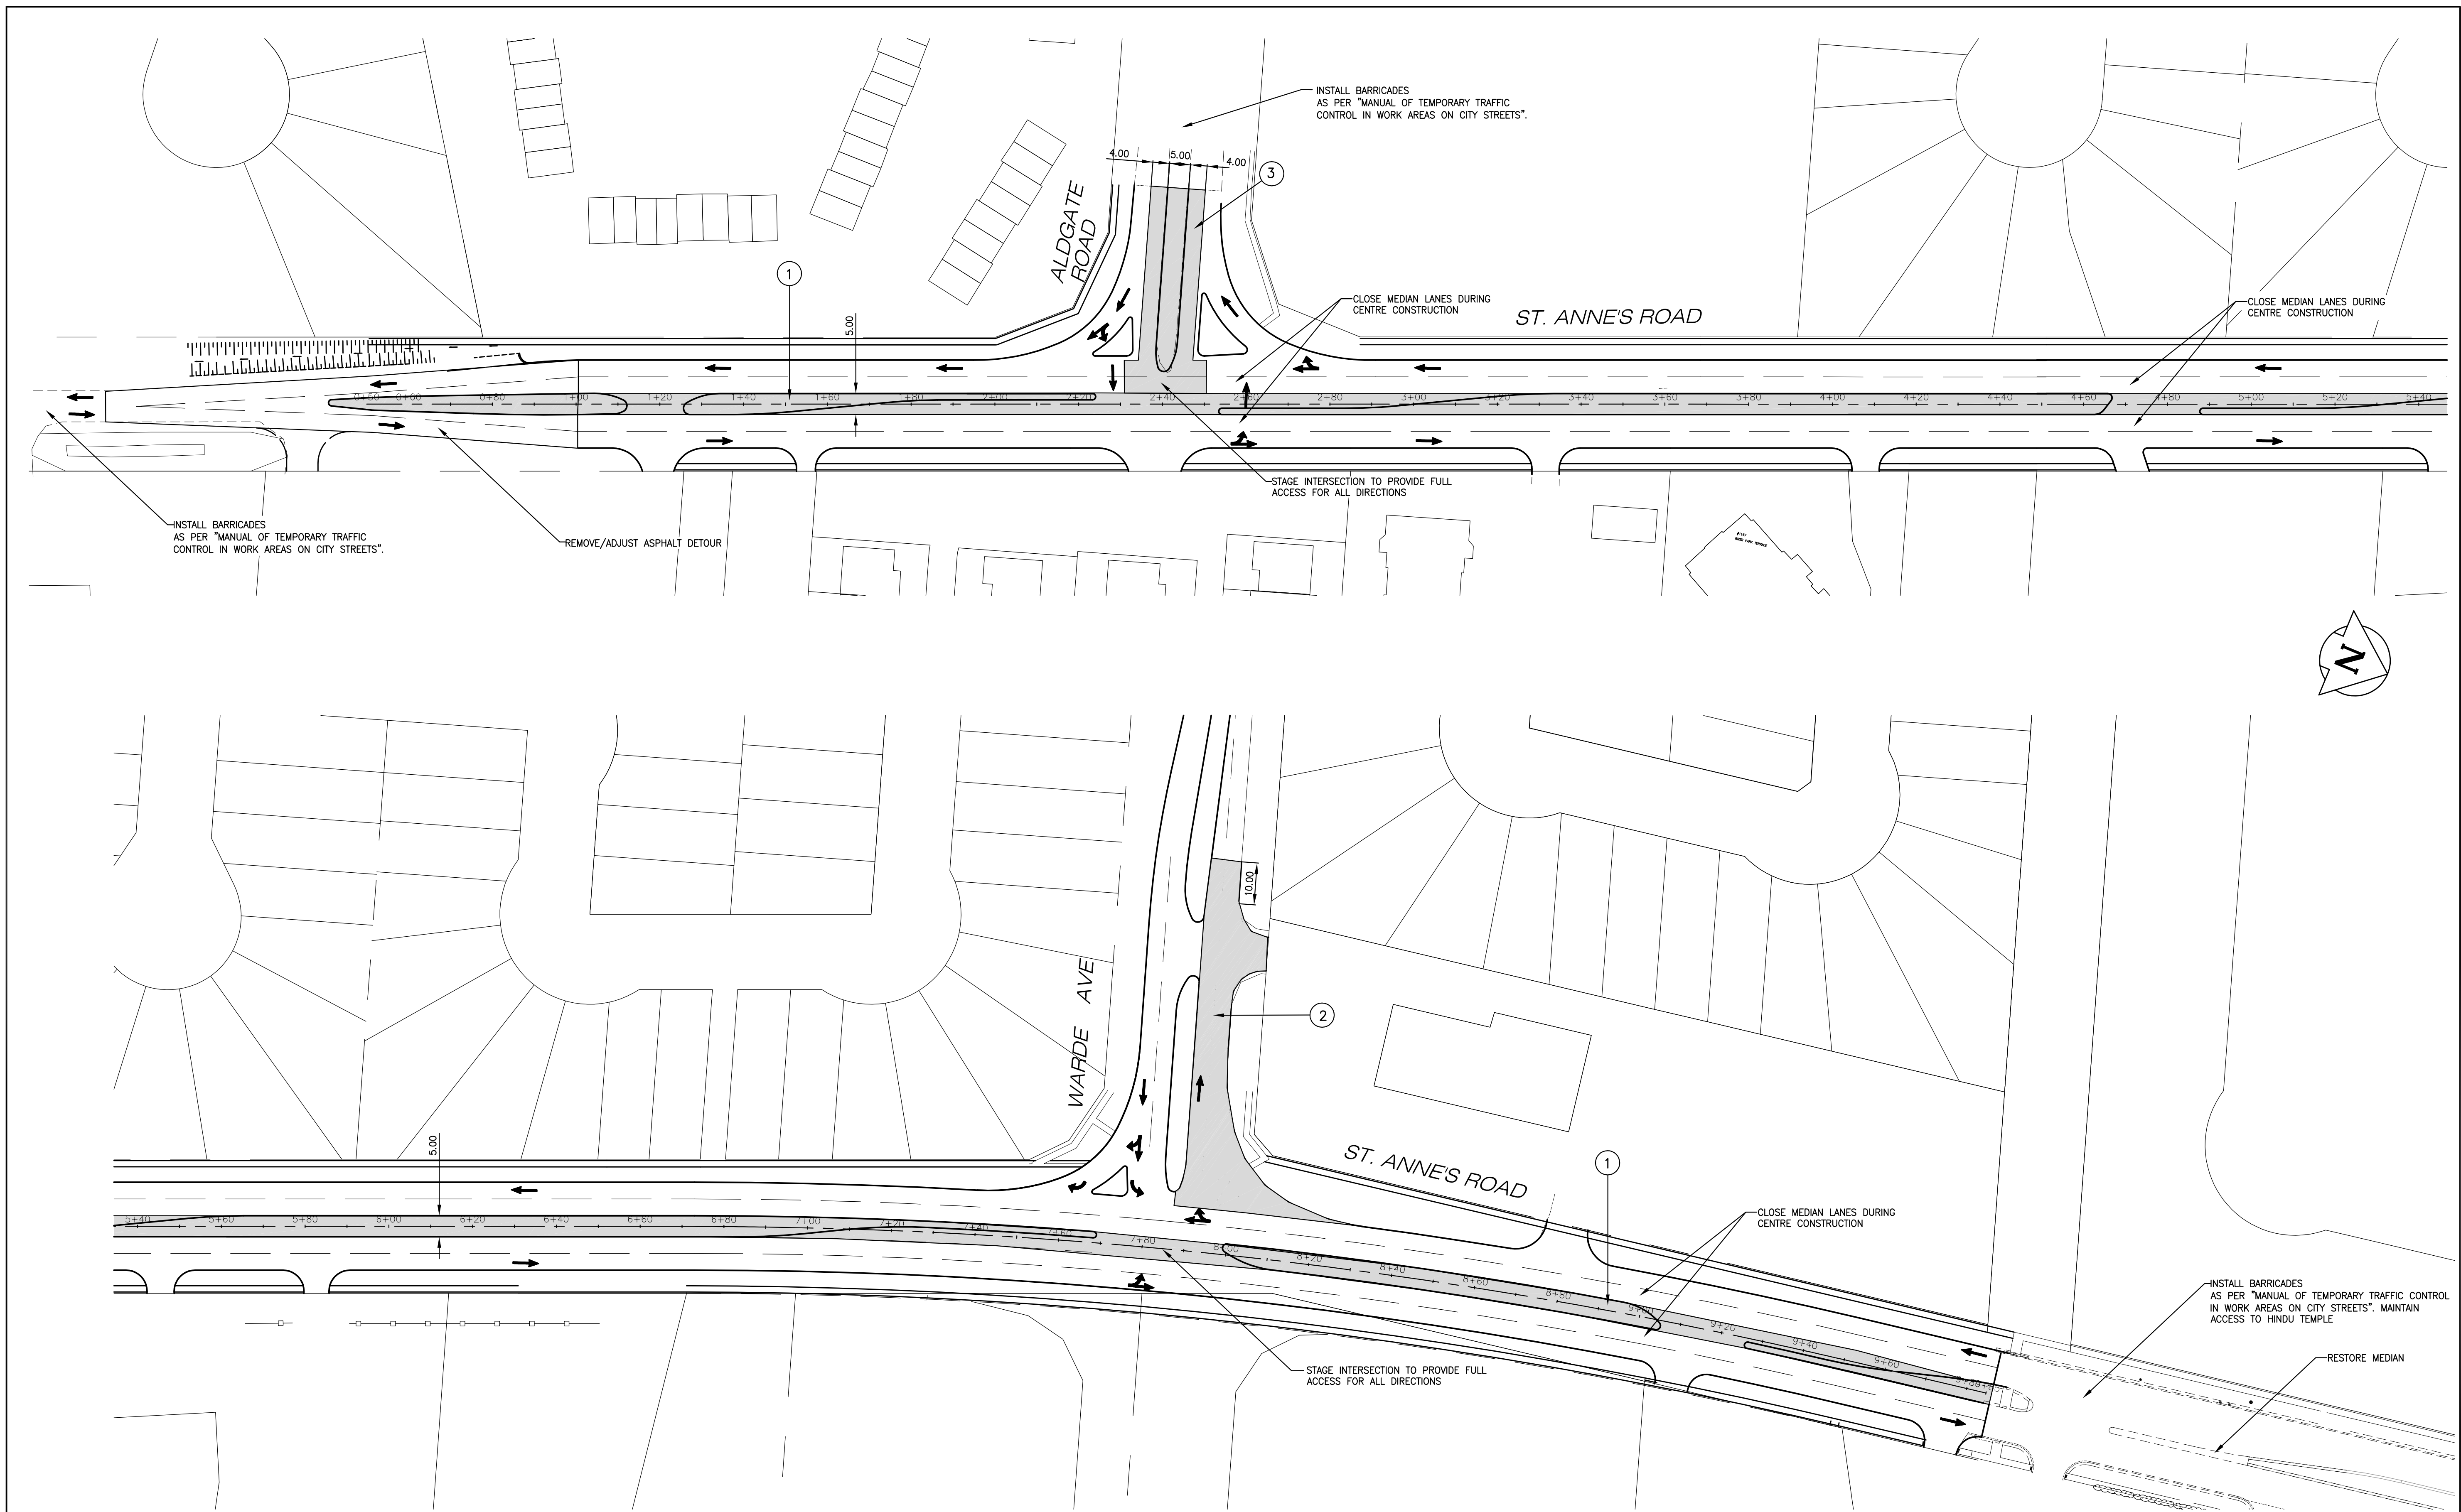 INSTALL BARRICADES
AS PER "MANUAL OF TEMPORARY TRAFFIC
CONTROL IN WORK AREAS ON CITY STREETS".
4.00
5.00
4.00
3
ALDGATE
ROAD
1
5.00
CLOSE MEDIAN LANES DURING
CENTRE CONSTRUCTION
ST. ANNE'S ROAD
CLOSE MEDIAN LANES DURING
CENTRE CONSTRUCTION
0+60 0+80 1+00 1+20 1+40 1+60 1+80 2+00 2+20 2+40 2+60 2+80 3+00 3+20 3+40 3+60 3+80 4+00 4+20 4+40 4+60 4+80 5+00 5+20 5+40
STAGE INTERSECTION TO PROVIDE FULL
ACCESS FOR ALL DIRECTIONS
INSTALL BARRICADES
AS PER "MANUAL OF TEMPORARY TRAFFIC
CONTROL IN WORK AREAS ON CITY STREETS".
REMOVE/ADJUST ASPHALT DETOUR
RIVER PARK TERRACE
N
10.00
2
WARDE AVE
5.00
ST. ANNE'S ROAD
1
CLOSE MEDIAN LANES DURING
CENTRE CONSTRUCTION
5+40 5+60 5+80 6+00 6+20 6+40 6+60 6+80 7+00 7+20 7+40 7+60 7+80 8+00 8+20 8+40 8+60 8+80 9+00 9+20 9+40 9+60
INSTALL BARRICADES
AS PER "MANUAL OF TEMPORARY TRAFFIC CONTROL
IN WORK AREAS ON CITY STREETS". MAINTAIN
ACCESS TO HINDU TEMPLE
RESTORE MEDIAN
STAGE INTERSECTION TO PROVIDE FULL
ACCESS FOR ALL DIRECTIONS